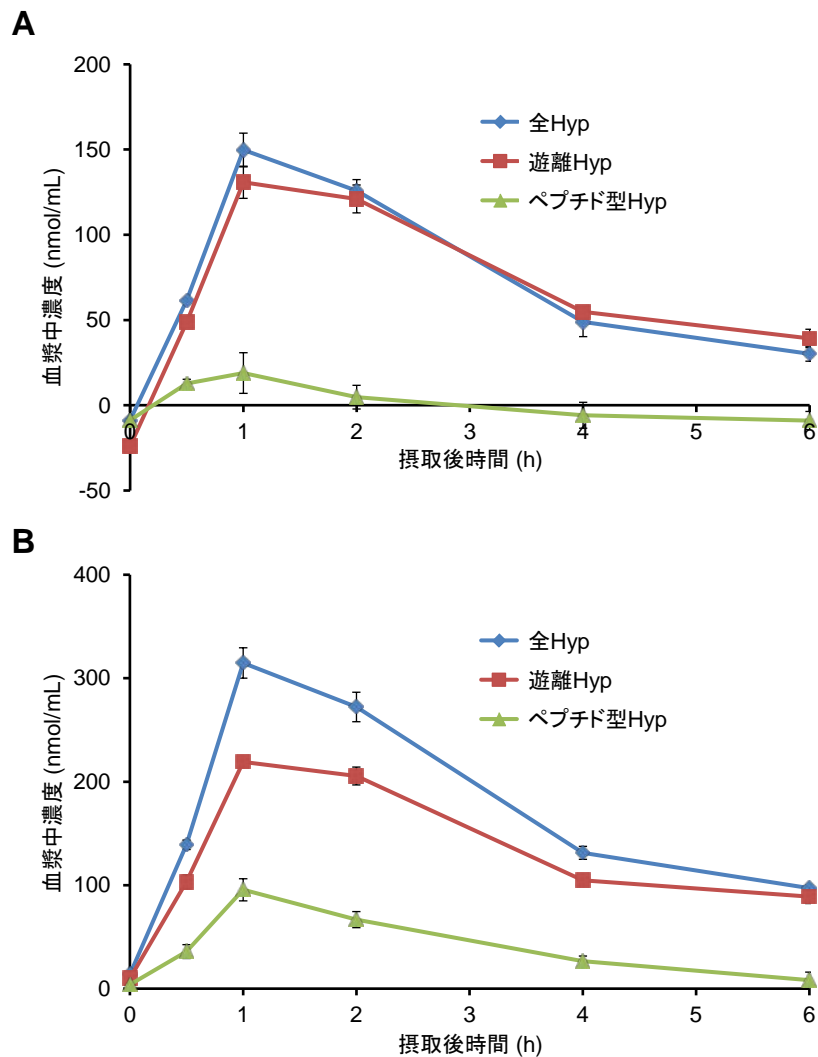 A
200
150
100
50
0
-50
血漿中濃度 (nmol/mL)
全Hyp
遊離Hyp
ペプチド型Hyp
0 1 2 3 4 5 6
摂取後時間 (h)
B
400
300
200
100
0
血漿中濃度 (nmol/mL)
全Hyp
遊離Hyp
ペプチド型Hyp
0 1 2 3 4 5 6
摂取後時間 (h)